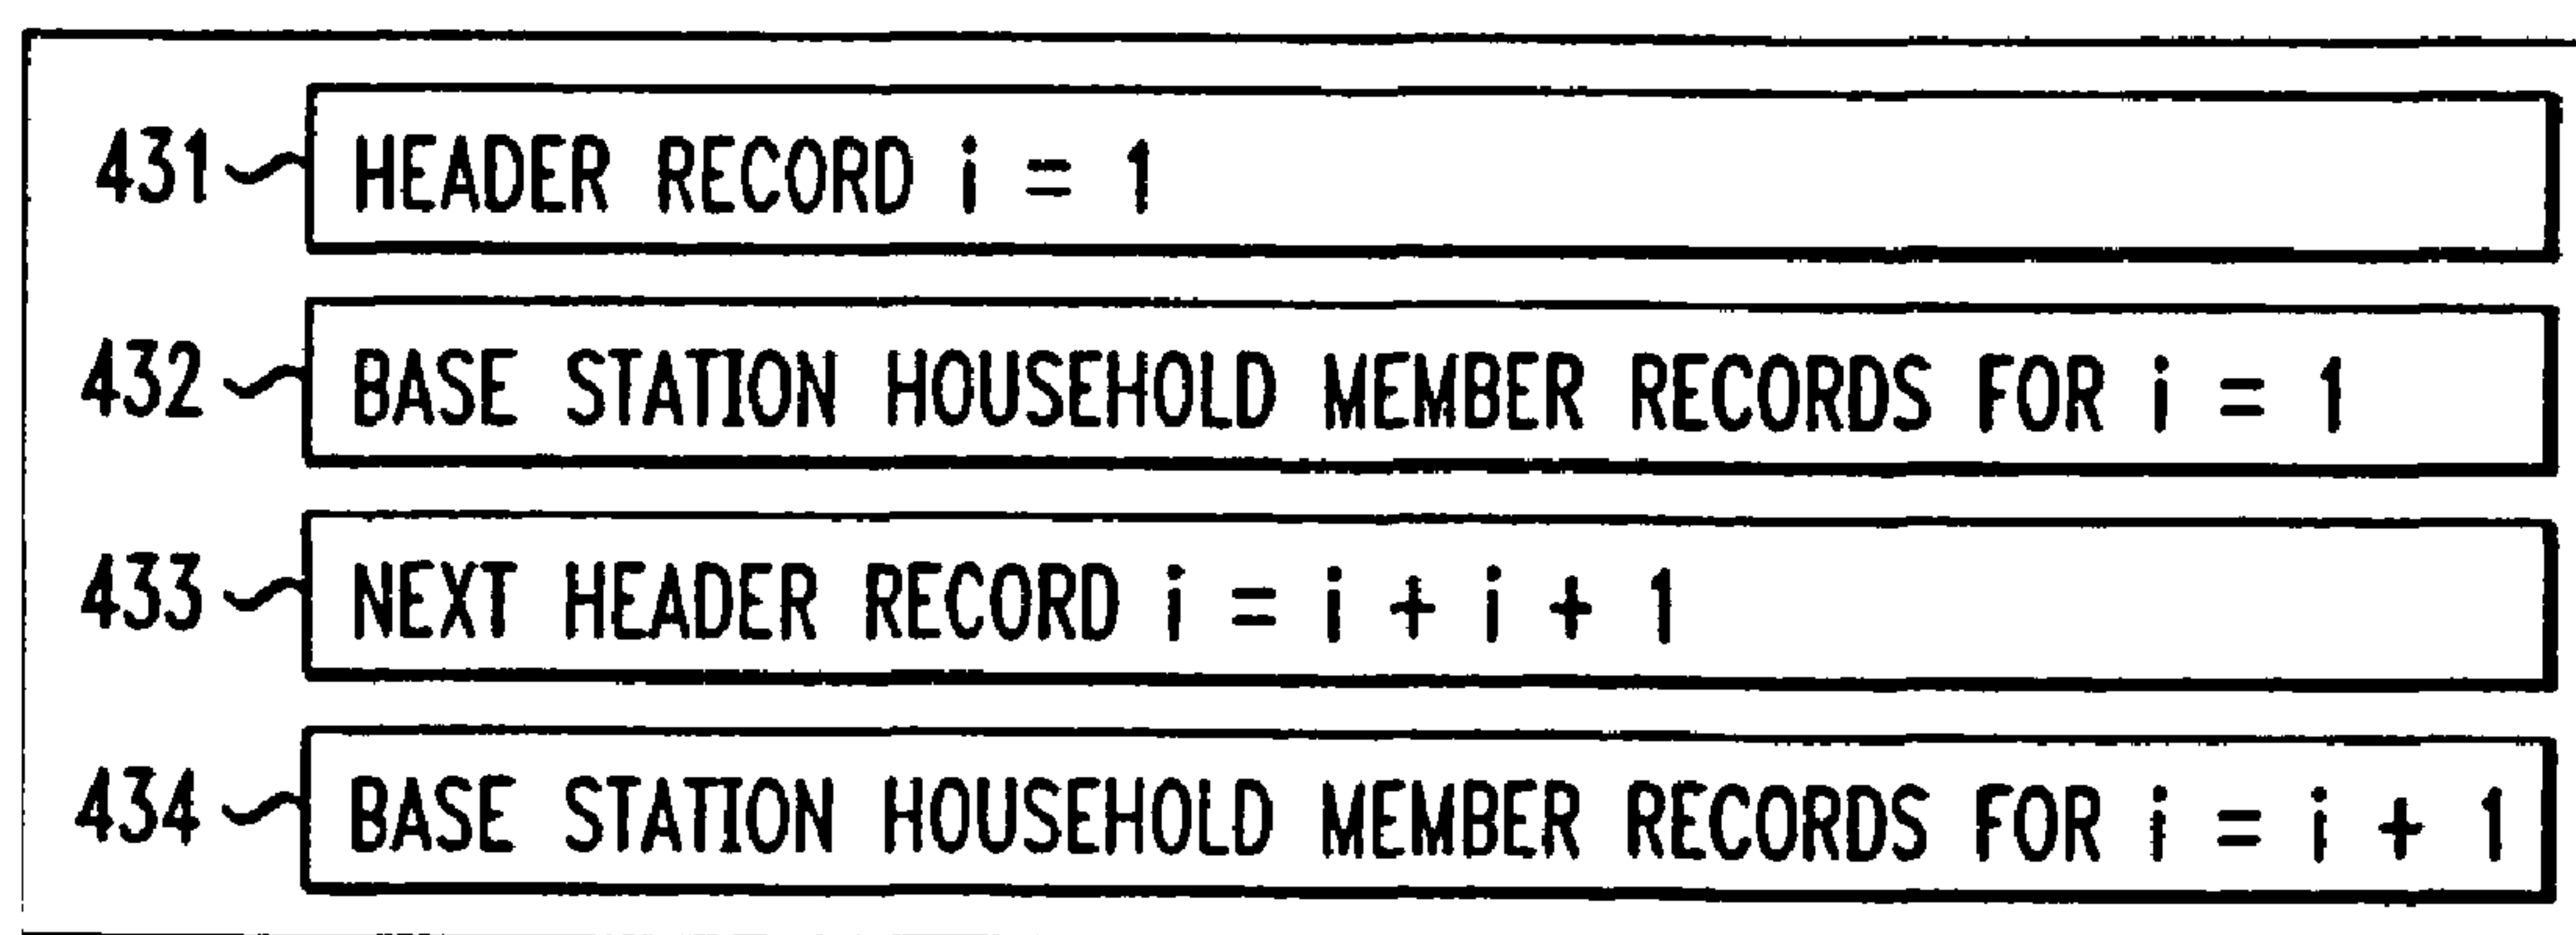 431 HEADER RECORD i = 1
432 BASE STATION HOUSEHOLD MEMBER RECORDS FOR i = 1
433 NEXT HEADER RECORD i = i + i + 1
434 BASE STATION HOUSEHOLD MEMBER RECORDS FOR i = i + 1